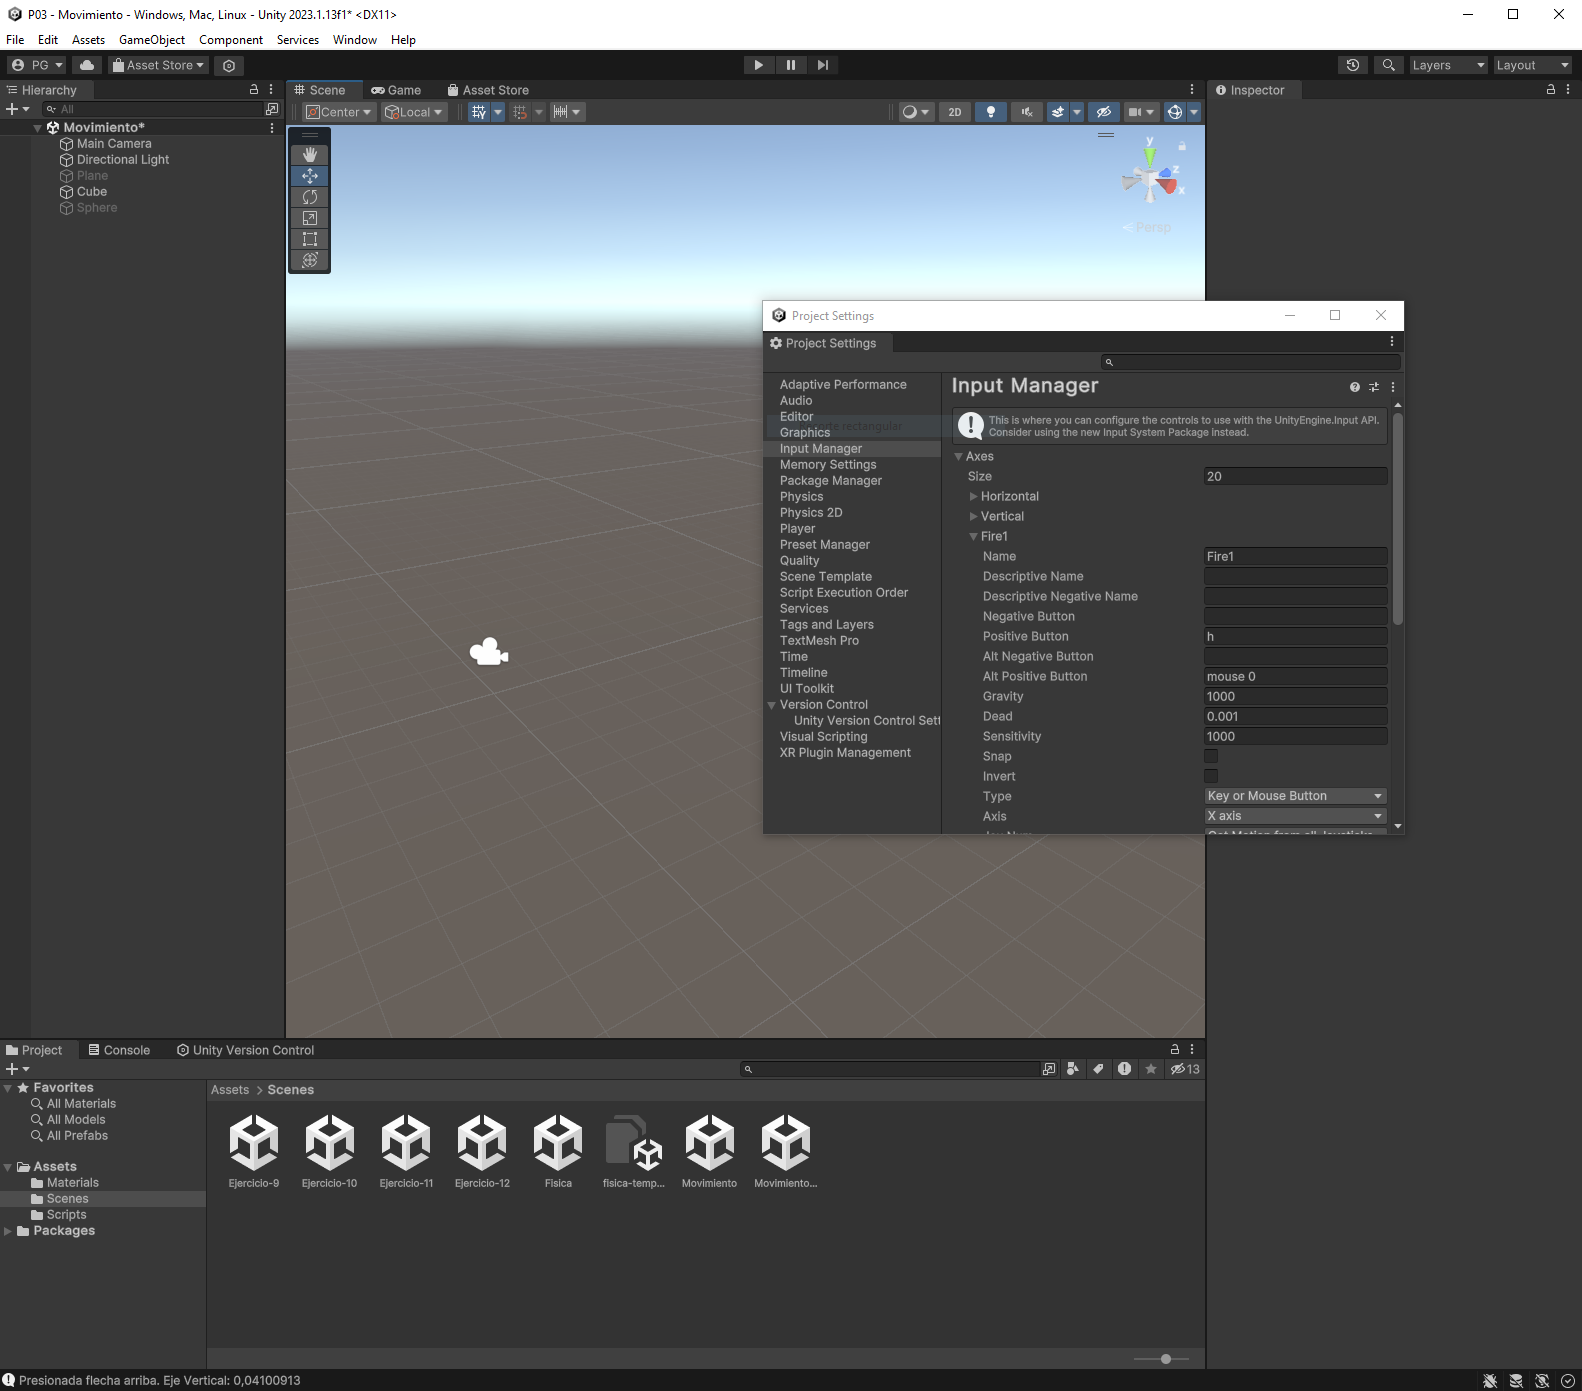 P03 - Movimiento - Windows, Mac, Linux - Unity 2023.1.13f1* <DX11>
File Edit Assets GameObject Component Services Window Help
PG Asset Store Layers Layout
Hierarchy
All
Movimiento*
Main Camera
Directional Light
Plane
Cube
Sphere
Scene Game Asset Store
Center Local 2D
y
z
x
Persp
Inspector
Project Settings
Project Settings
Adaptive Performance
Audio
Editor
Graphics
Input Manager
Memory Settings
Package Manager
Physics
Physics 2D
Player
Preset Manager
Quality
Scene Template
Script Execution Order
Services
Tags and Layers
TextMesh Pro
Time
Timeline
UI Toolkit
Version Control
Unity Version Control Sett
Visual Scripting
XR Plugin Management
rectangular
Input Manager
This is where you can configure the controls to use with the UnityEngine.Input API.
Consider using the new Input System Package instead.
Axes
Size 20
Horizontal
Vertical
Fire1
Name Fire1
Descriptive Name
Descriptive Negative Name
Negative Button
Positive Button h
Alt Negative Button
Alt Positive Button mouse 0
Gravity 1000
Dead 0.001
Sensitivity 1000
Snap
Invert
Type Key or Mouse Button
Axis X axis
Joy Num Get Motion from all Joysticks
Project Console Unity Version Control
13
Favorites
All Materials
All Models
All Prefabs
Assets
Materials
Scenes
Scripts
Packages
Assets > Scenes
Ejercicio-9 Ejercicio-10 Ejercicio-11 Ejercicio-12 Fisica fisica-temp... Movimiento Movimiento...
Presionada flecha arriba. Eje Vertical: 0,04100913